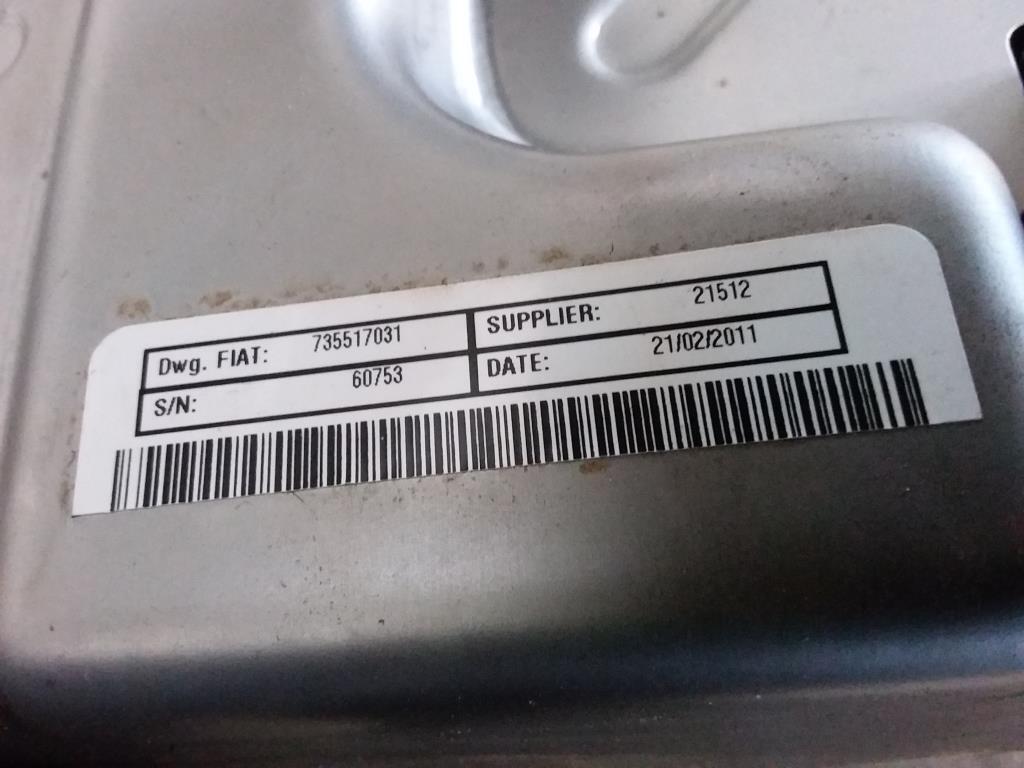 Dwg. FIAT: 735517031 SUPPLIER: 21512
S/N: 60753 DATE: 21/02/2011